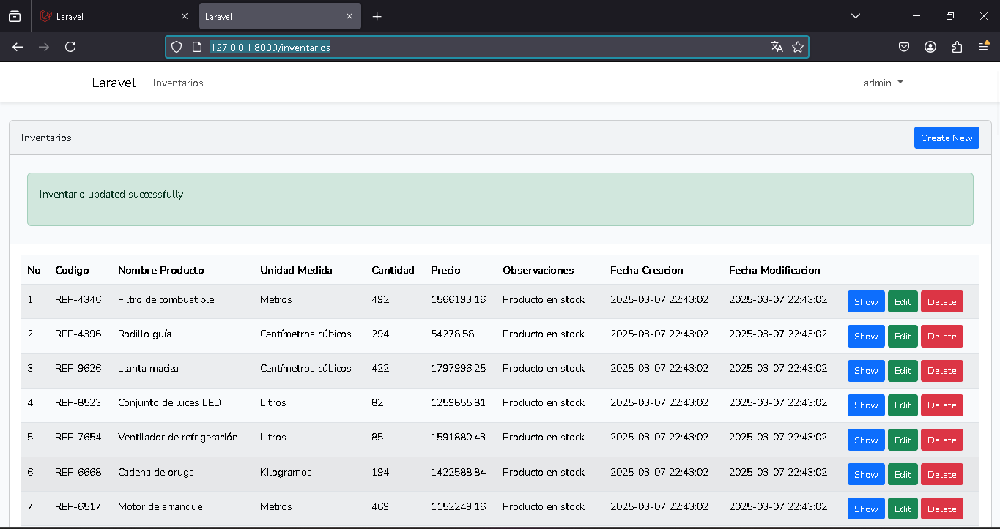 Laravel
Laravel
127.0.0.1:8000/inventarios
Laravel Inventarios admin
Inventarios Create New
Inventario updated successfully
No Codigo Nombre Producto Unidad Medida Cantidad Precio Observaciones Fecha Creacion Fecha Modificacion
1 REP-4346 Filtro de combustible Metros 492 1566193.16 Producto en stock 2025-03-07 22:43:02 2025-03-07 22:43:02 Show Edit Delete
2 REP-4396 Rodillo guía Centímetros cúbicos 294 54278.58 Producto en stock 2025-03-07 22:43:02 2025-03-07 22:43:02 Show Edit Delete
3 REP-9626 Llanta maciza Centímetros cúbicos 422 1797996.25 Producto en stock 2025-03-07 22:43:02 2025-03-07 22:43:02 Show Edit Delete
4 REP-8523 Conjunto de luces LED Litros 82 1259855.81 Producto en stock 2025-03-07 22:43:02 2025-03-07 22:43:02 Show Edit Delete
5 REP-7654 Ventilador de refrigeración Litros 85 1591880.43 Producto en stock 2025-03-07 22:43:02 2025-03-07 22:43:02 Show Edit Delete
6 REP-6668 Cadena de oruga Kilogramos 194 1422588.84 Producto en stock 2025-03-07 22:43:02 2025-03-07 22:43:02 Show Edit Delete
7 REP-6517 Motor de arranque Metros 469 1152249.16 Producto en stock 2025-03-07 22:43:02 2025-03-07 22:43:02 Show Edit Delete